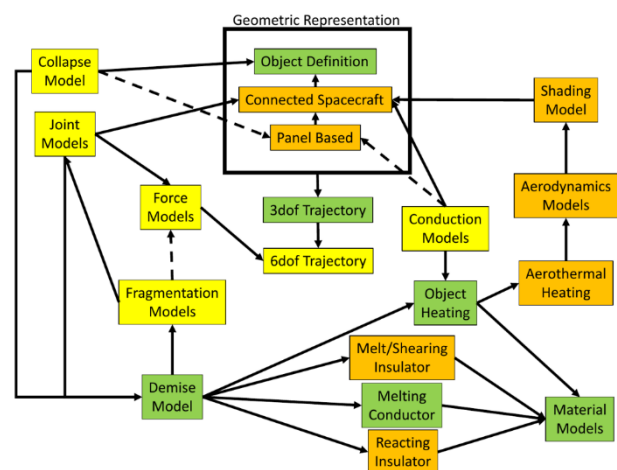 Geometric Representation
Collapse
Model
Object Definition
Connected Spacecraft
Panel Based
Shading
Model
Joint
Models
Force
Models
3dof Trajectory
6dof Trajectory
Conduction
Models
Aerodynamics
Models
Fragmentation
Models
Object
Heating
Aerothermal
Heating
Melt/Shearing
Insulator
Demise
Model
Melting
Conductor
Material
Models
Reacting
Insulator